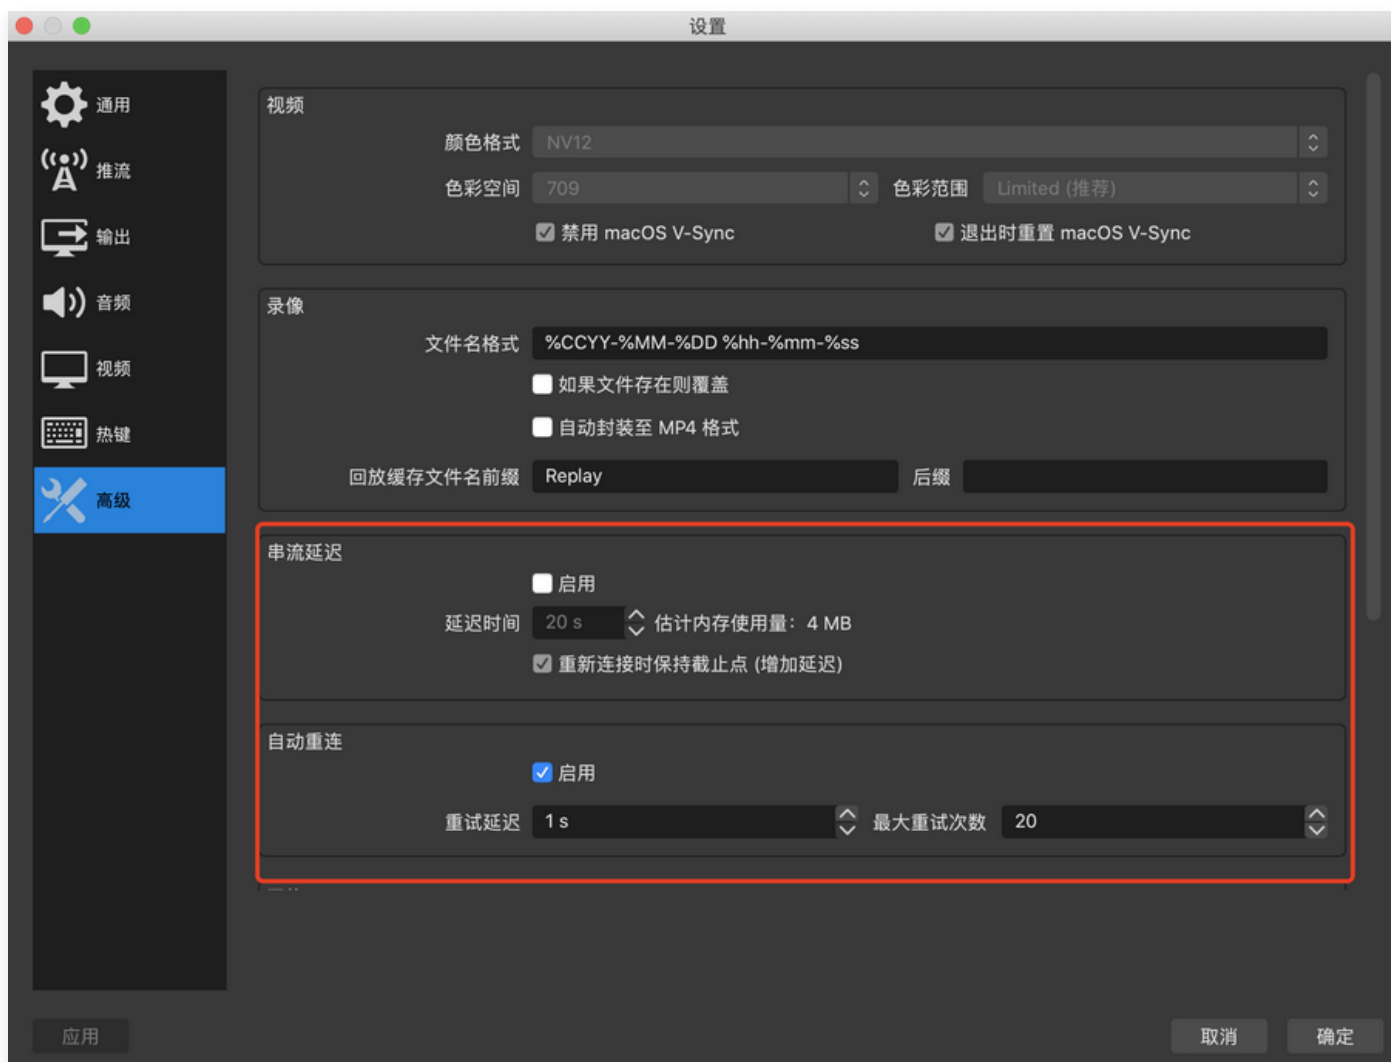 设置
通用
推流
输出
音频
视频
热键
高级
视频
颜色格式 NV12
色彩空间 709 色彩范围 Limited (推荐)
禁用 macOS V-Sync 退出时重置 macOS V-Sync
录像
文件名格式 %CCYY-%MM-%DD %hh-%mm-%ss
如果文件存在则覆盖
自动封装至 MP4 格式
回放缓存文件名前缀 Replay 后缀
串流延迟
启用
延迟时间 20 s 估计内存使用量：4 MB
重新连接时保持截止点 (增加延迟)
自动重连
启用
重试延迟 1 s 最大重试次数 20
应用 取消 确定